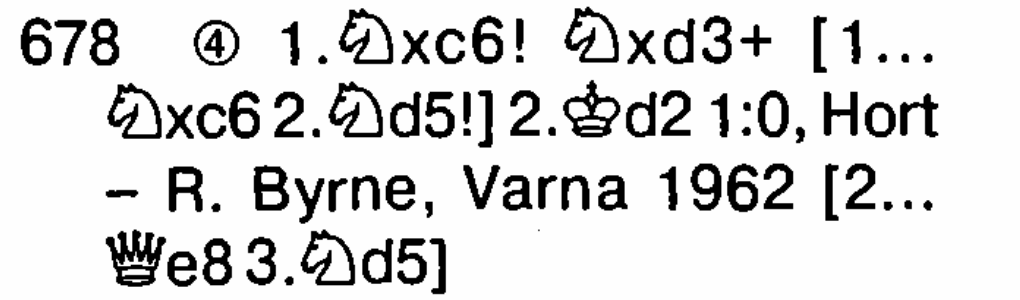 678 ④ 1.♘xc6! ♘xd3+ [1...
♘xc6 2.♘d5!] 2.♔d2 1:0, Hort
– R. Byrne, Varna 1962 [2...
♕e8 3.♘d5]